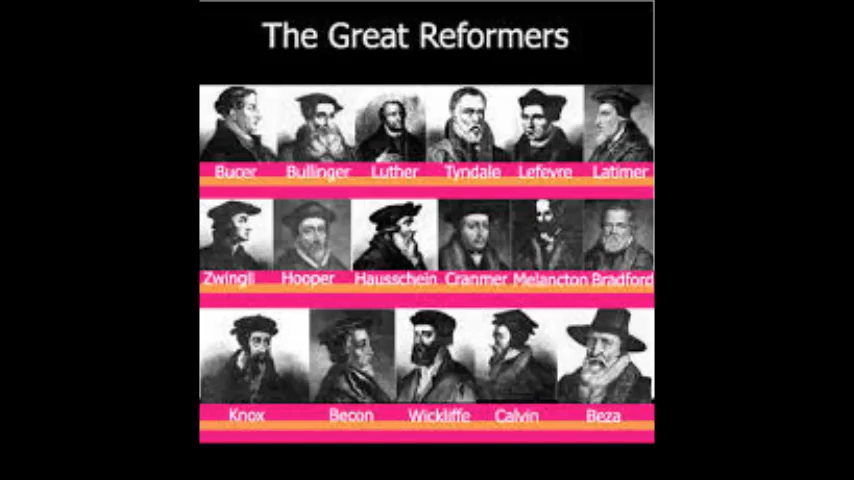 The Great Reformers
Bucer Bullinger Luther Tyndale Lefevre Latimer
Zwingli Hooper Hausschein Cranmer Melancton Bradford
Knox Becon Wickliffe Calvin Beza